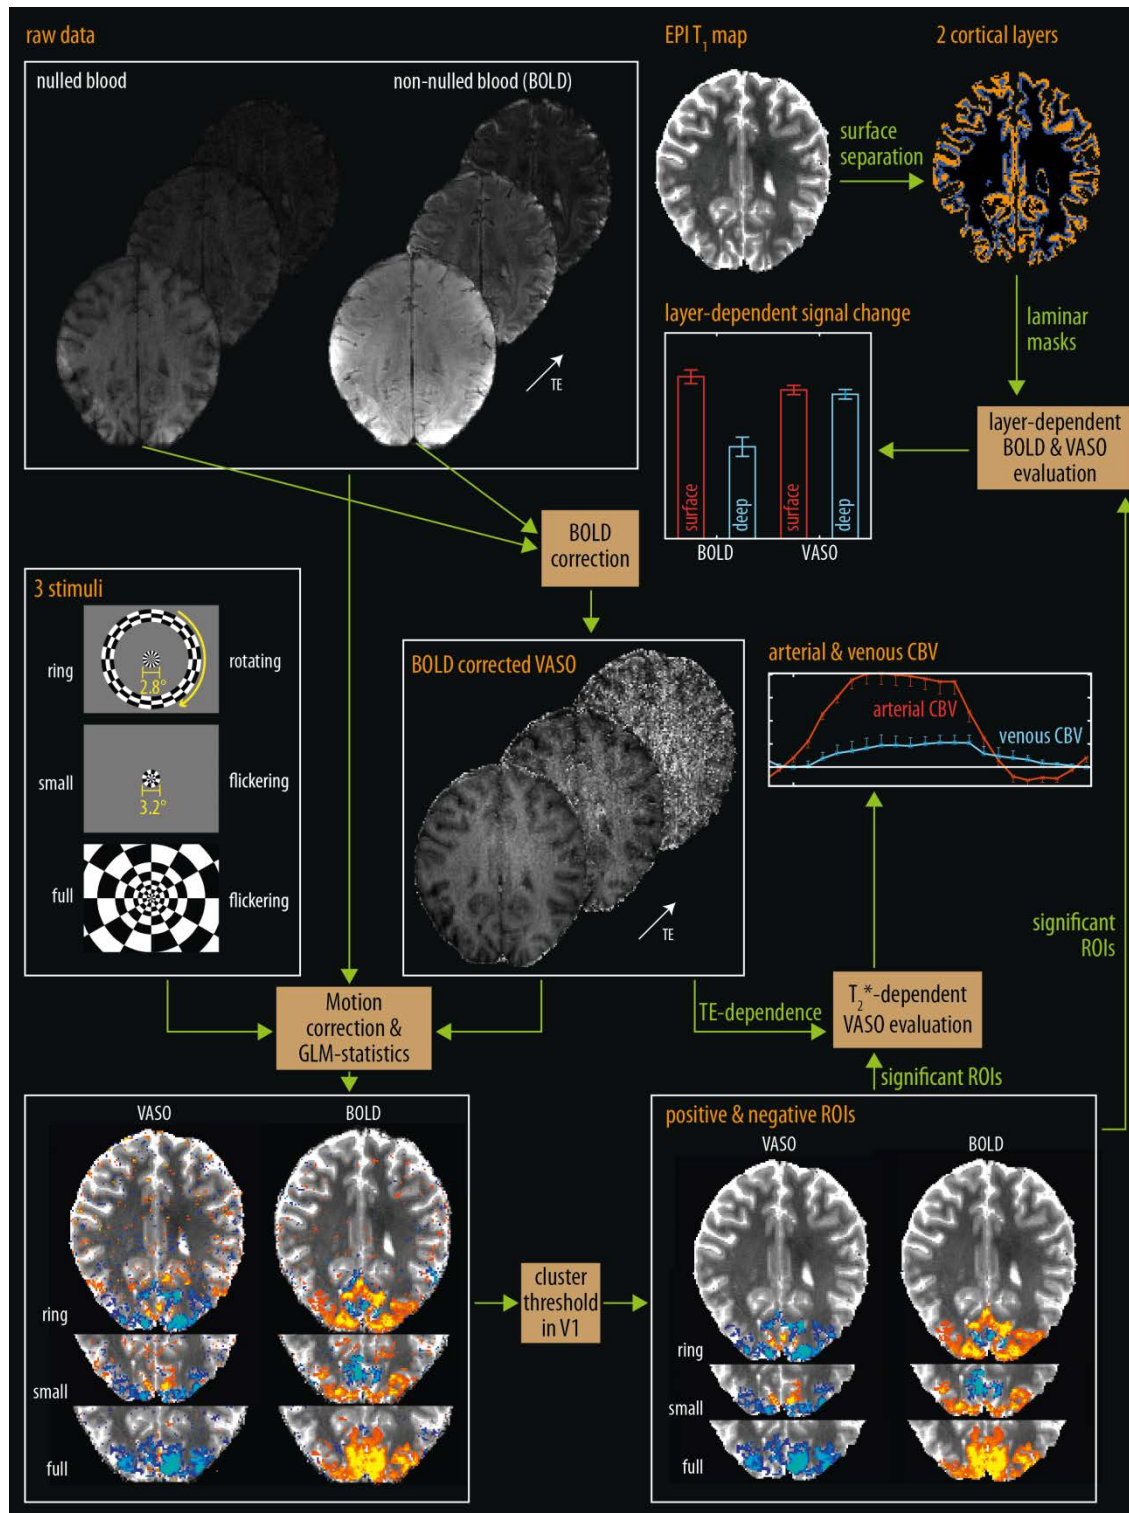 raw data
nulled blood
non-nulled blood (BOLD)
TE
EPI T1 map
2 cortical layers
surface
separation
laminar
masks
layer-dependent signal change
surface
deep
surface
deep
BOLD
VASO
layer-dependent
BOLD & VASO
evaluation
BOLD
correction
3 stimuli
ring
2.8°
rotating
small
3.2°
flickering
full
flickering
BOLD corrected VASO
TE
arterial & venous CBV
arterial CBV
venous CBV
significant
ROIs
Motion
correction &
GLM-statistics
TE-dependence
T2*-dependent
VASO evaluation
significant ROIs
VASO
BOLD
ring
small
full
cluster
threshold
in V1
positive & negative ROIs
VASO
BOLD
ring
small
full